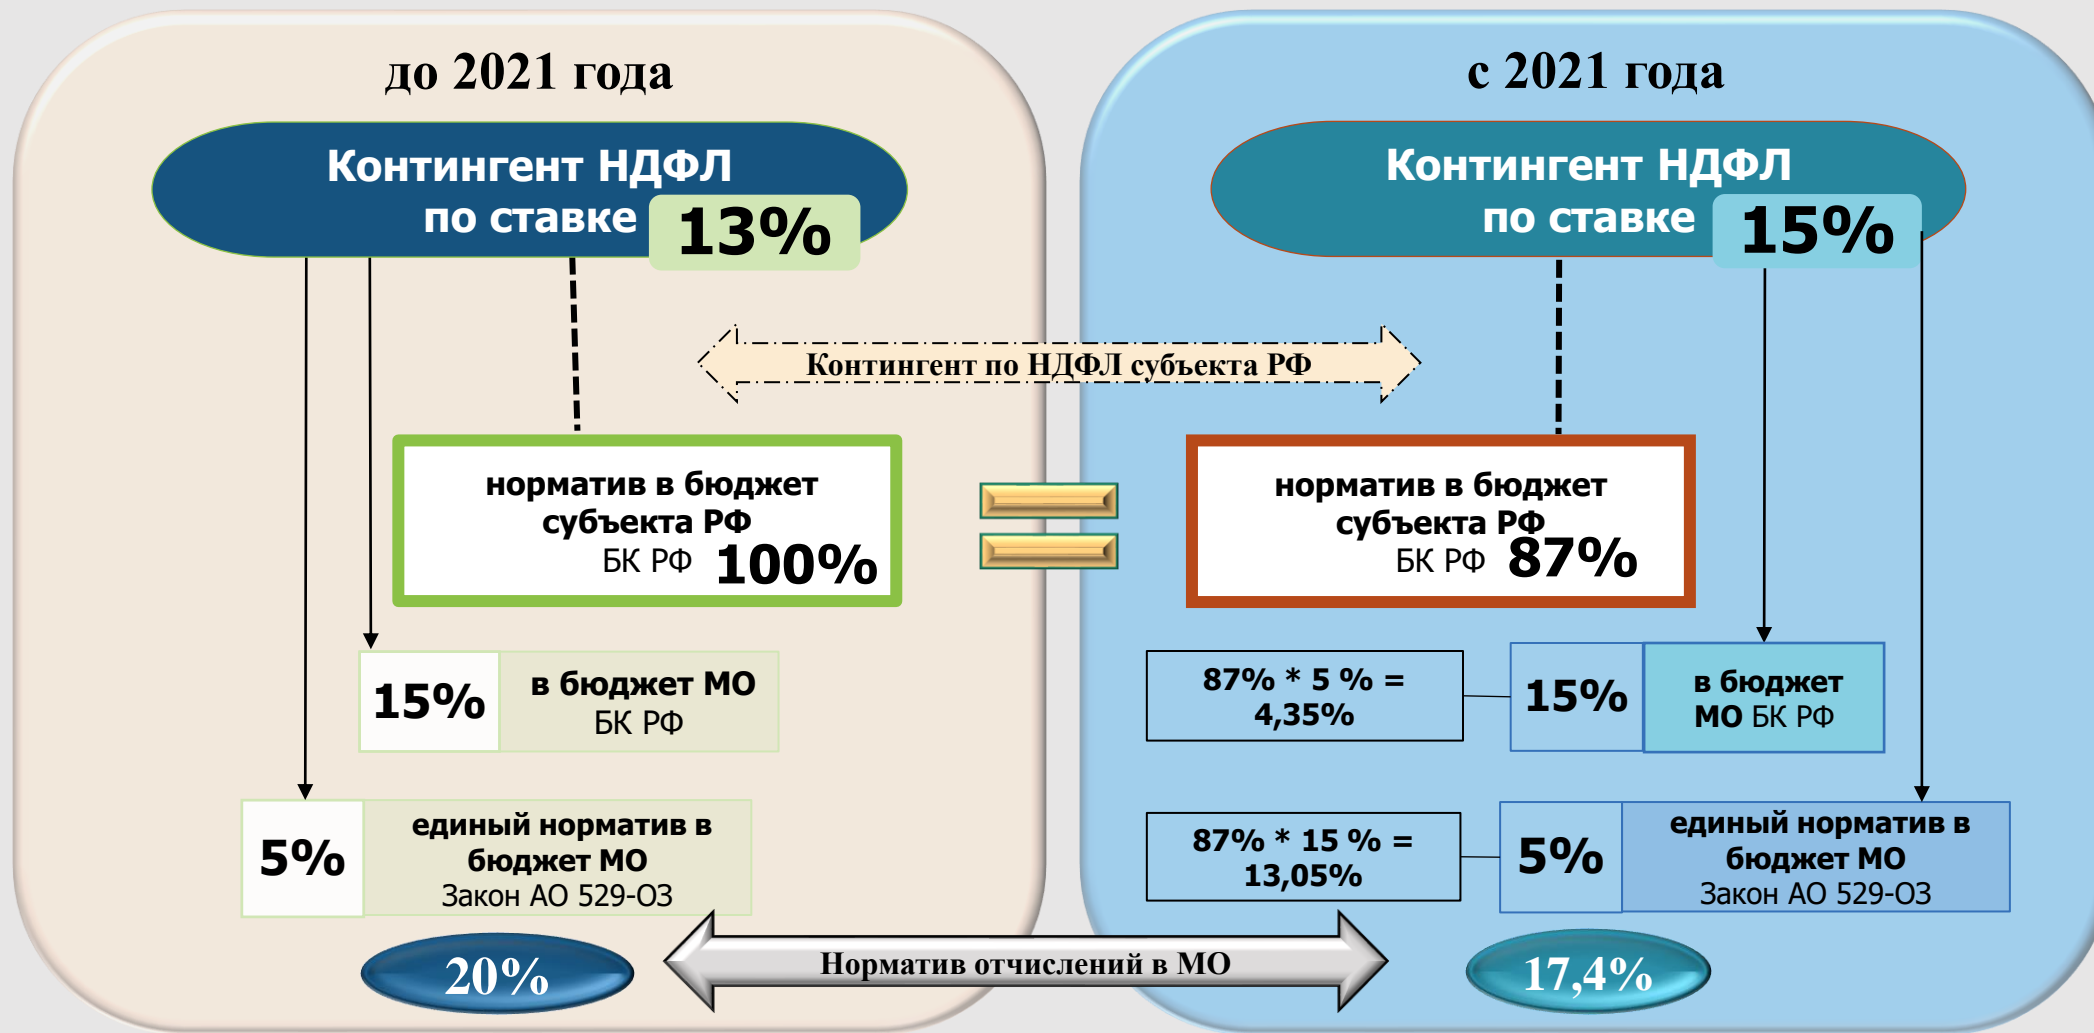 до 2021 года
Контингент НДФЛ
по ставке 13%
норматив в бюджет
субъекта РФ
БК РФ 100%
15%
в бюджет МО
БК РФ
5%
единый норматив в
бюджет МО
Закон АО 529-ОЗ
20%
Контингент по НДФЛ субъекта РФ
Норматив отчислений в МО
с 2021 года
Контингент НДФЛ
по ставке 15%
норматив в бюджет
субъекта РФ
БК РФ 87%
87% * 5 % =
4,35%
15%
в бюджет
МО БК РФ
87% * 15 % =
13,05%
5%
единый норматив в
бюджет МО
Закон АО 529-ОЗ
17,4%